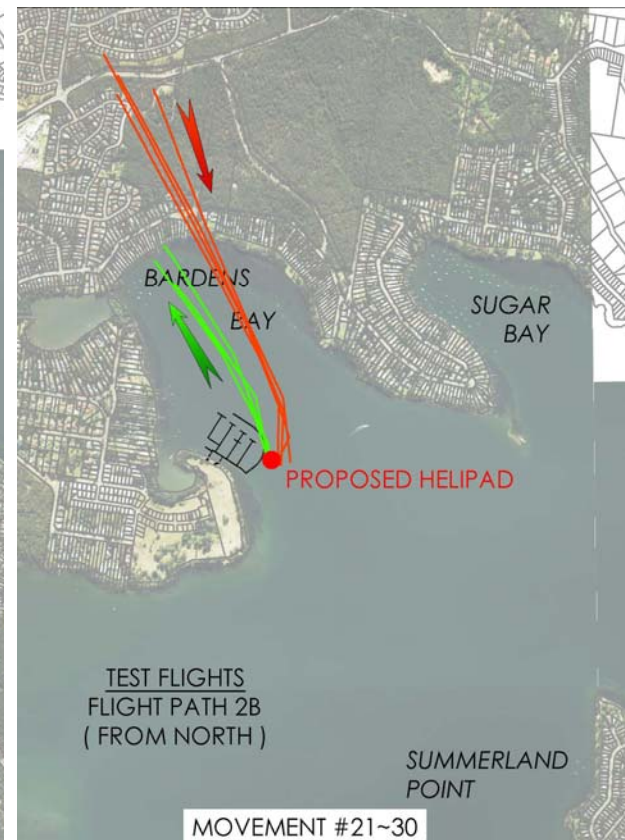 BARDENS
BAY
SUGAR
BAY
PROPOSED HELIPAD
TEST FLIGHTS
FLIGHT PATH 2B
( FROM NORTH )
SUMMERLAND
POINT
MOVEMENT #21~30